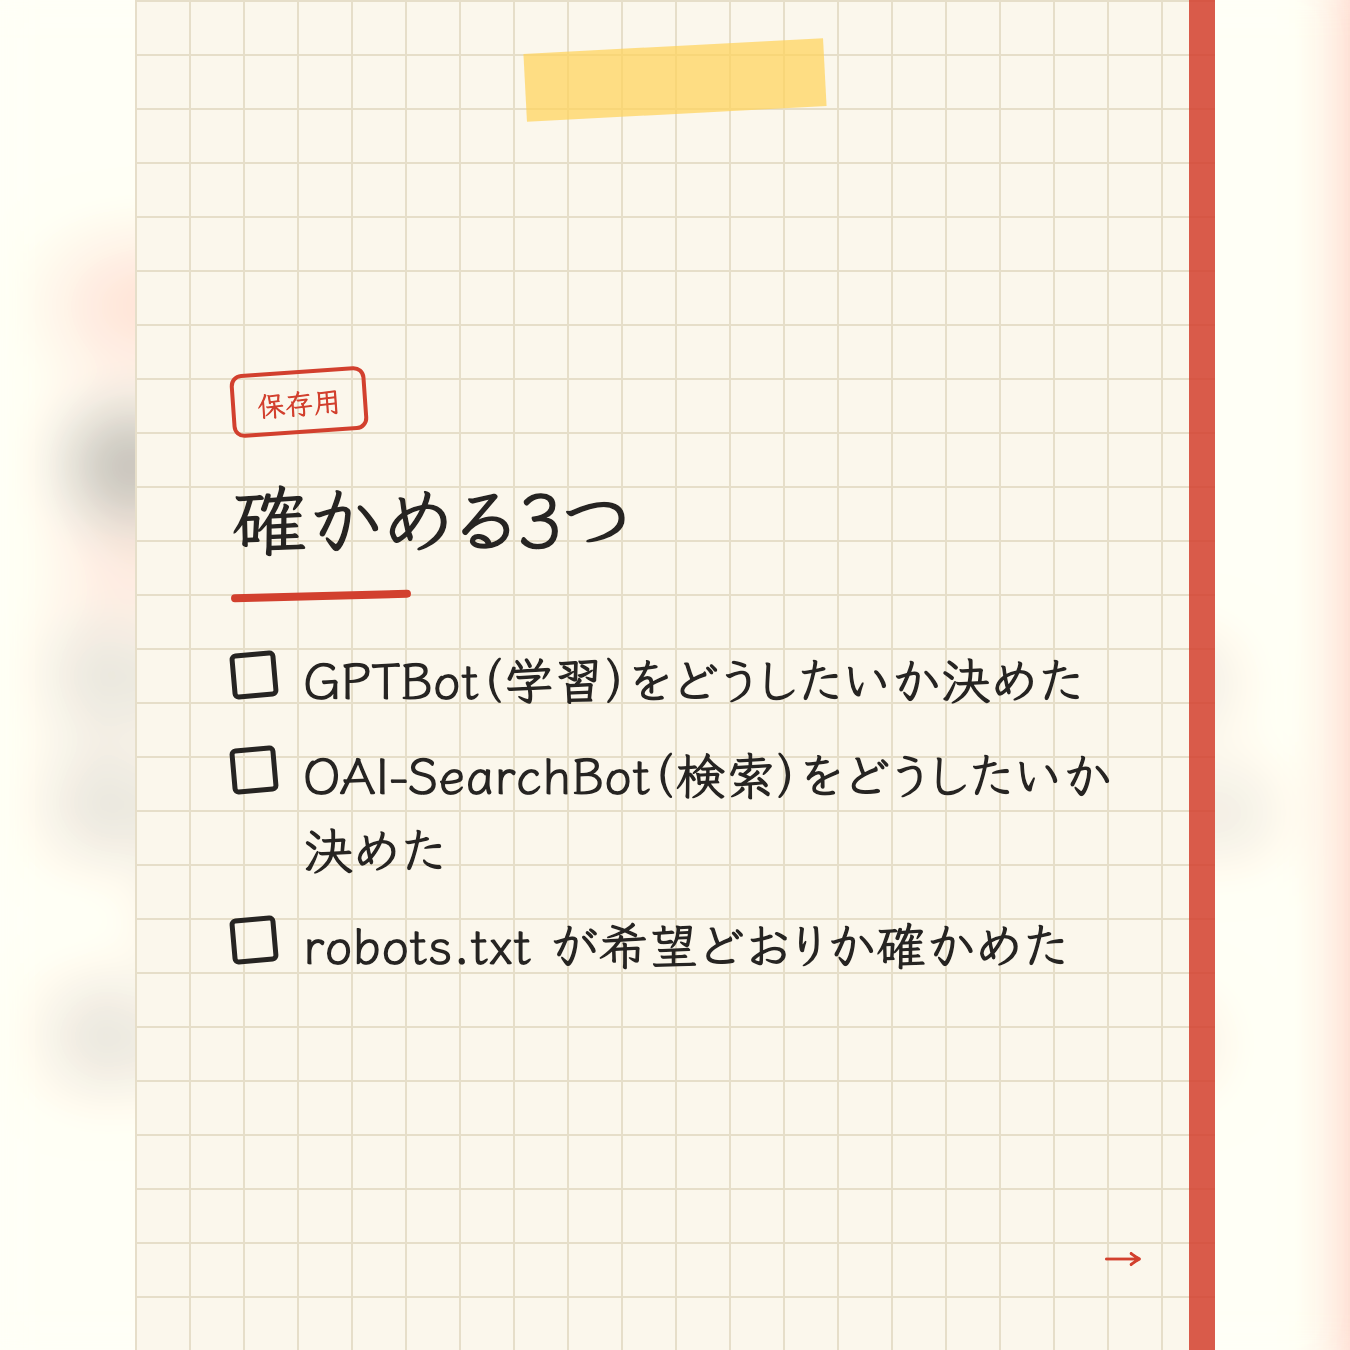 保存用
確かめる3つ
GPTBot(学習)をどうしたいか決めた
OAI-SearchBot(検索)をどうしたいか
決めた
robots.txt が希望どおりか確かめた
→